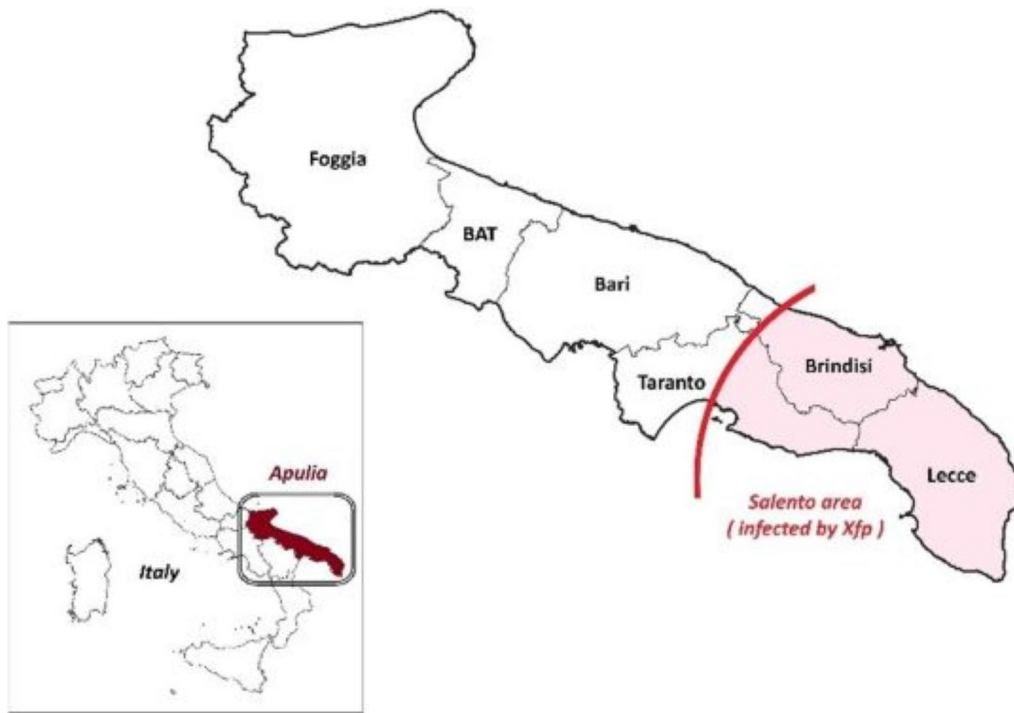 Foggia
BAT
Bari
Taranto
Brindisi
Lecce
Salento area
( infected by Xfp )
Apulia
Italy